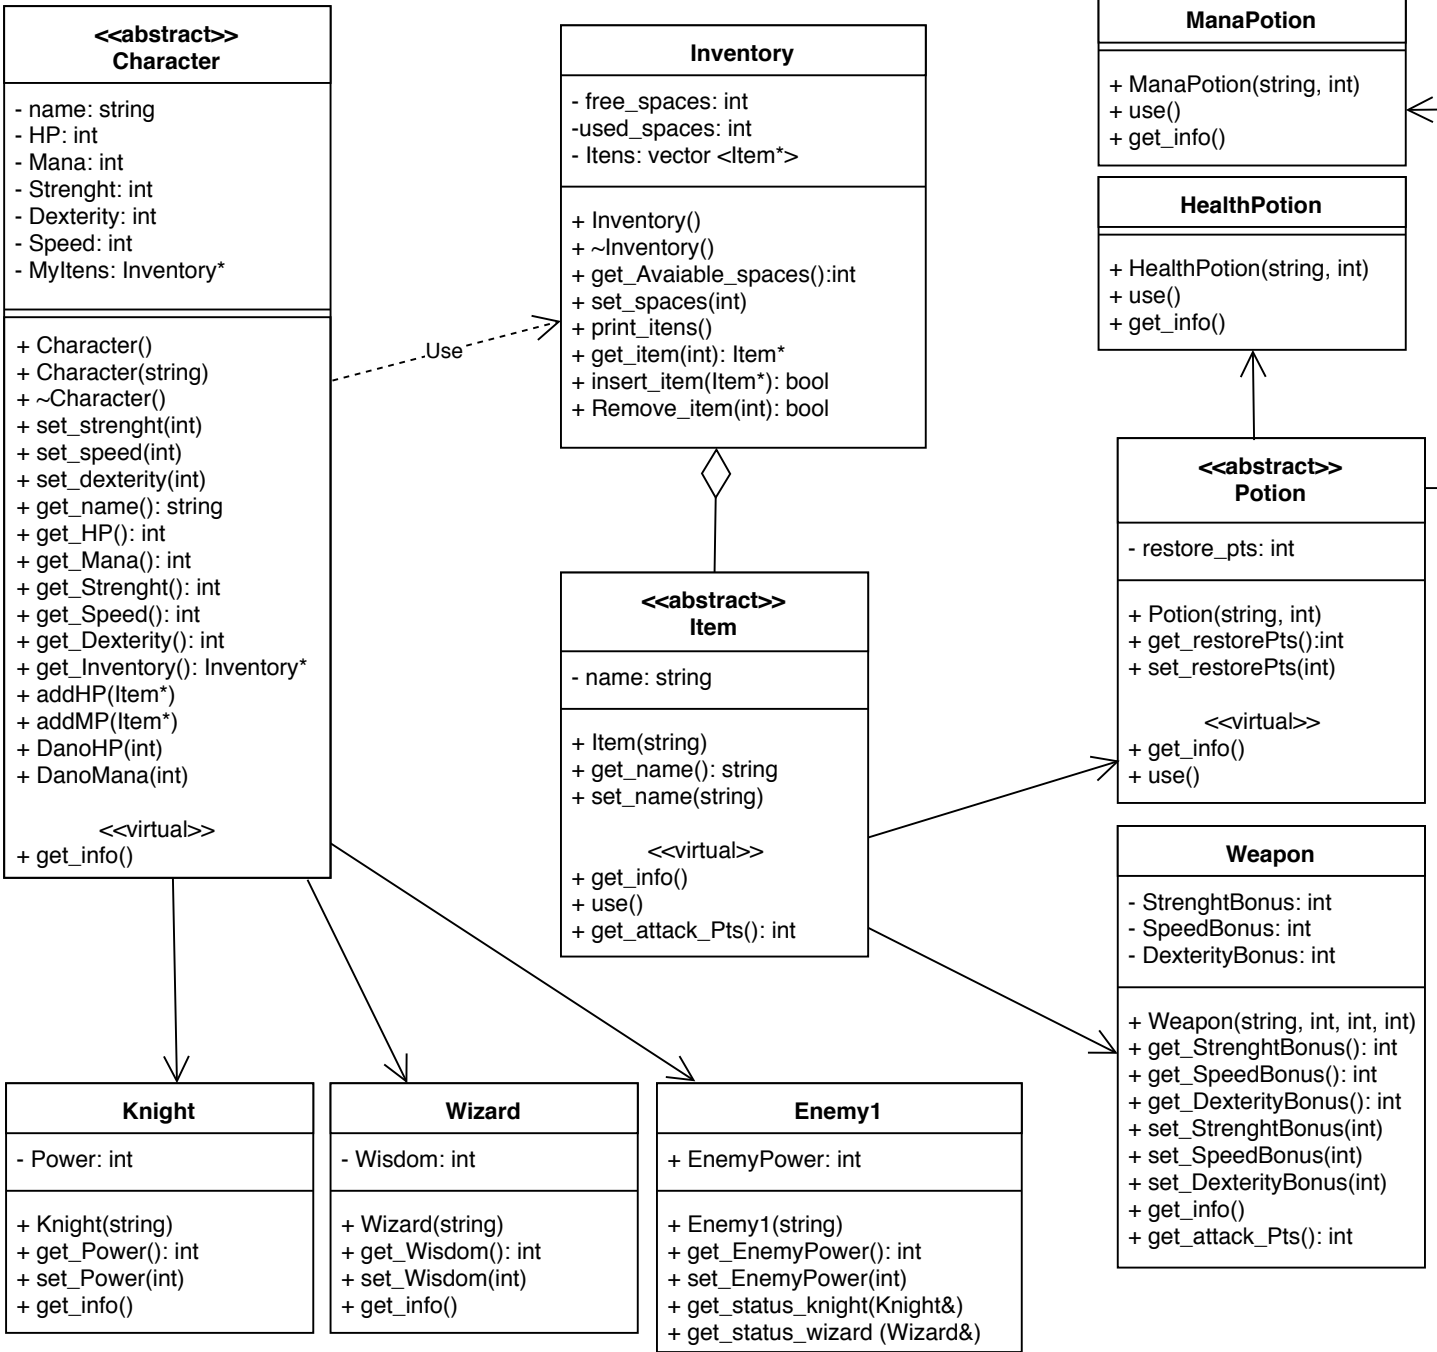 <<abstract>>
Character
- name: string
- HP: int
- Mana: int
- Strenght: int
- Dexterity: int
- Speed: int
- MyItens: Inventory*
+ Character()
+ Character(string)
+ ~Character()
+ set_strenght(int)
+ set_speed(int)
+ set_dexterity(int)
+ get_name(): string
+ get_HP(): int
+ get_Mana(): int
+ get_Strenght(): int
+ get_Speed(): int
+ get_Dexterity(): int
+ get_Inventory(): Inventory*
+ addHP(Item*)
+ addMP(Item*)
+ DanoHP(int)
+ DanoMana(int)
<<virtual>>
+ get_info()
Use
Inventory
- free_spaces: int
-used_spaces: int
- Itens: vector <Item*>
+ Inventory()
+ ~Inventory()
+ get_Avaiable_spaces():int
+ set_spaces(int)
+ print_itens()
+ get_item(int): Item*
+ insert_item(Item*): bool
+ Remove_item(int): bool
<<abstract>>
Item
- name: string
+ Item(string)
+ get_name(): string
+ set_name(string)
<<virtual>>
+ get_info()
+ use()
+ get_attack_Pts(): int
ManaPotion
+ ManaPotion(string, int)
+ use()
+ get_info()
HealthPotion
+ HealthPotion(string, int)
+ use()
+ get_info()
<<abstract>>
Potion
- restore_pts: int
+ Potion(string, int)
+ get_restorePts():int
+ set_restorePts(int)
<<virtual>>
+ get_info()
+ use()
Weapon
- StrenghtBonus: int
- SpeedBonus: int
- DexterityBonus: int
+ Weapon(string, int, int, int)
+ get_StrenghtBonus(): int
+ get_SpeedBonus(): int
+ get_DexterityBonus(): int
+ set_StrenghtBonus(int)
+ set_SpeedBonus(int)
+ set_DexterityBonus(int)
+ get_info()
+ get_attack_Pts(): int
Knight
- Power: int
+ Knight(string)
+ get_Power(): int
+ set_Power(int)
+ get_info()
Wizard
- Wisdom: int
+ Wizard(string)
+ get_Wisdom(): int
+ set_Wisdom(int)
+ get_info()
Enemy1
+ EnemyPower: int
+ Enemy1(string)
+ get_EnemyPower(): int
+ set_EnemyPower(int)
+ get_status_knight(Knight&)
+ get_status_wizard (Wizard&)